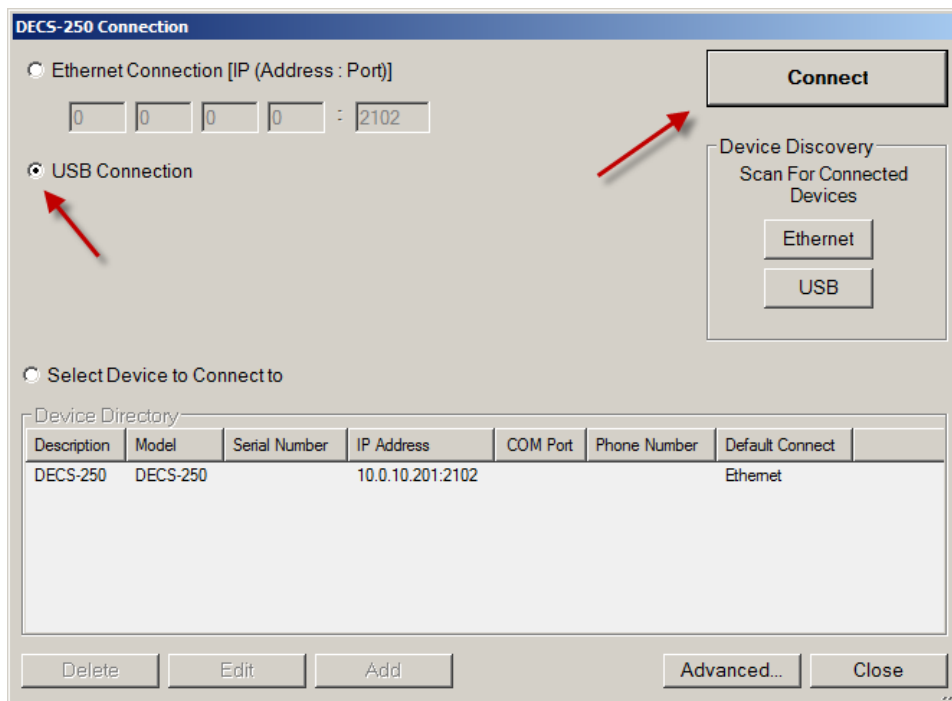 DECS-250 Connection
Ethernet Connection [IP (Address : Port)]
0 0 0 0 : 2102
Connect
USB Connection
Device Discovery
Scan For Connected
Devices
Ethernet
USB
Select Device to Connect to
Device Directory
Description Model Serial Number IP Address COM Port Phone Number Default Connect
DECS-250 DECS-250 10.0.10.201:2102 Ethernet
Delete Edit Add Advanced... Close